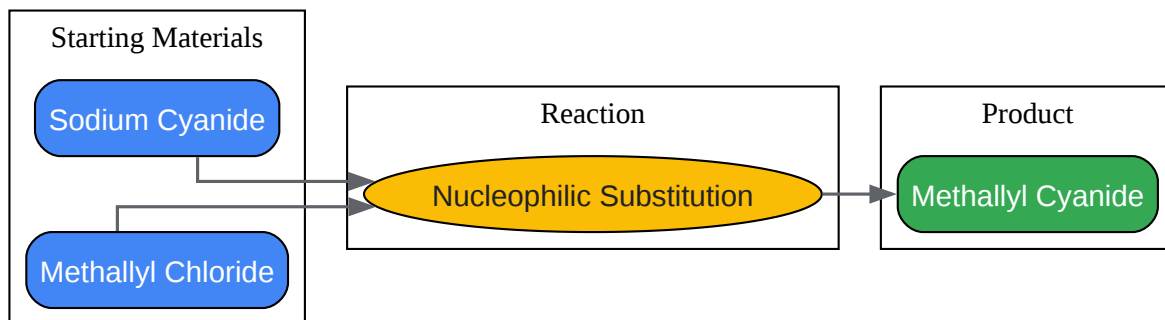 Starting Materials
Sodium Cyanide
Methallyl Chloride
Reaction
Nucleophilic Substitution
Product
Methallyl Cyanide